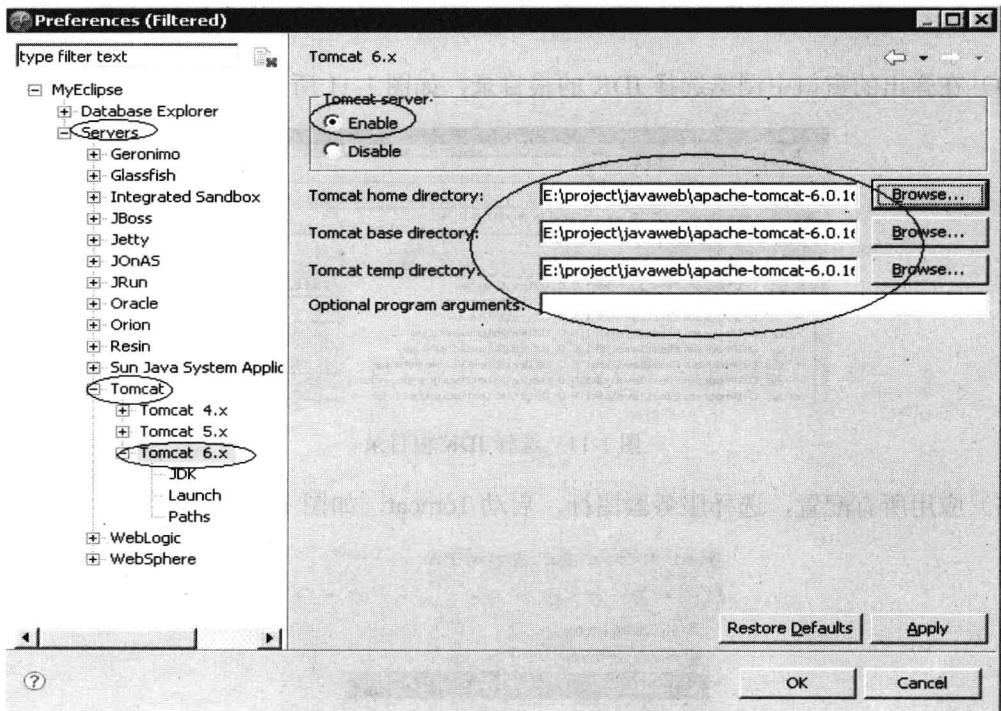 Preferences (Filtered)
type filter text
MyEclipse
Database Explorer
Servers
Geronimo
Glassfish
Integrated Sandbox
JBoss
Jetty
JOnAS
JRun
Oracle
Orion
Resin
Sun Java System Applic
Tomcat
Tomcat 4.x
Tomcat 5.x
Tomcat 6.x
JDK
Launch
Paths
WebLogic
WebSphere
Tomcat 6.x
Tomcat server
Enable
Disable
Tomcat home directory: E:\project\javaweb\apache-tomcat-6.0.16 Browse...
Tomcat base directory: E:\project\javaweb\apache-tomcat-6.0.16 Browse...
Tomcat temp directory: E:\project\javaweb\apache-tomcat-6.0.16 Browse...
Optional program arguments:
Restore Defaults Apply
? OK Cancel